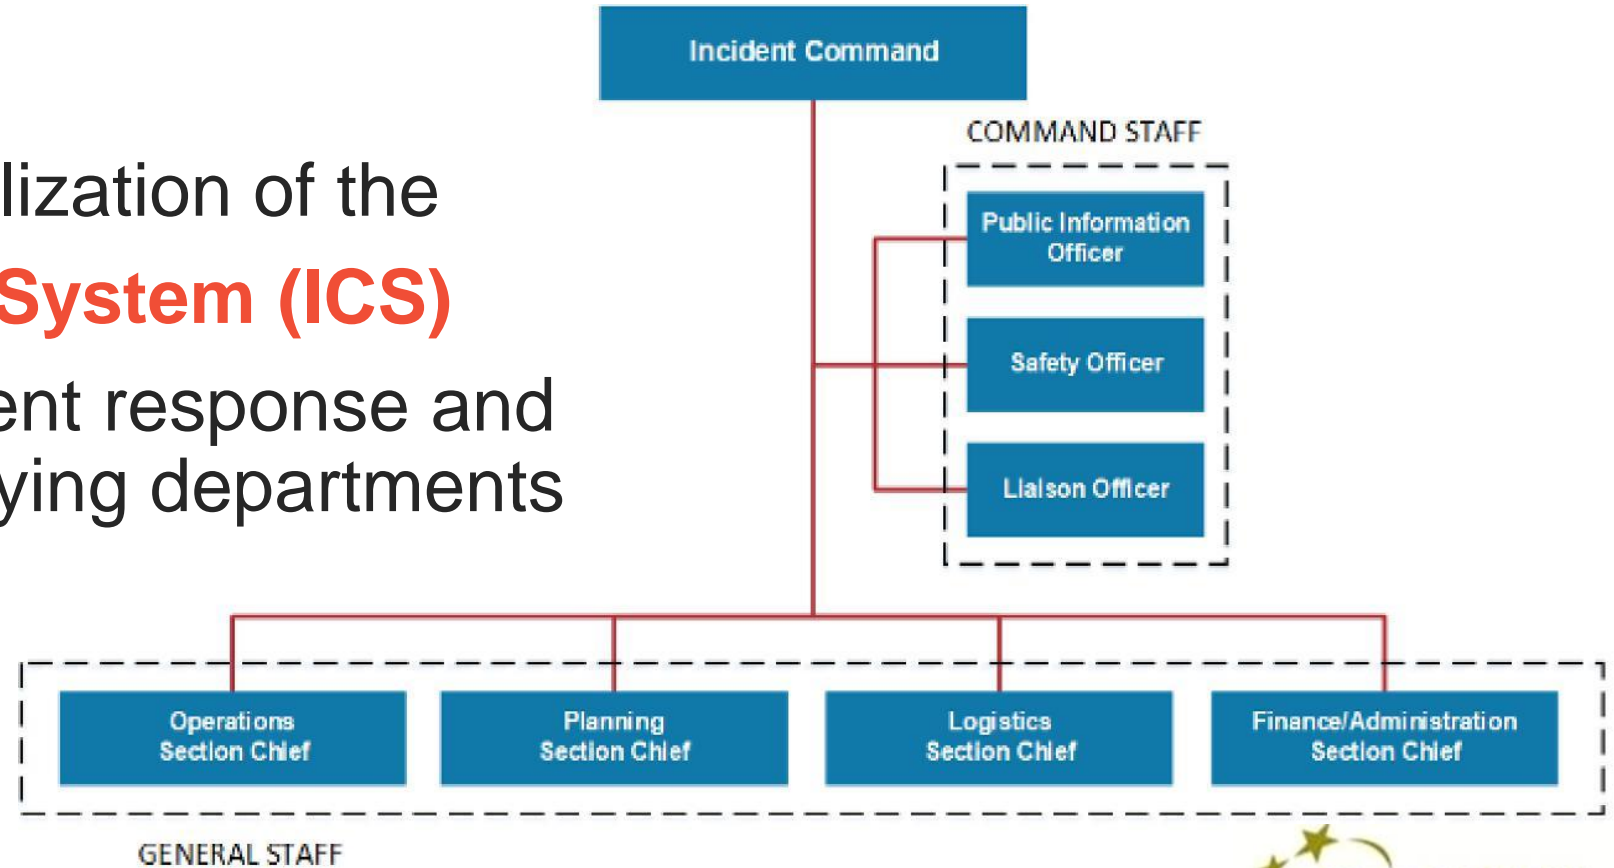 Incident Command
COMMAND STAFF
lization of the
System (ICS)
ent response and
ying departments
Public Information
Officer
Safety Officer
Liaison Officer
Operations
Section Chief
Planning
Section Chief
Logistics
Section Chief
Finance/Administration
Section Chief
GENERAL STAFF